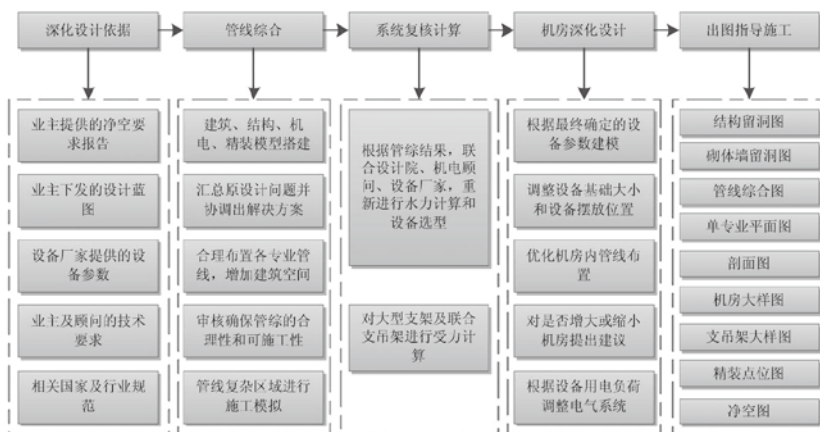 深化设计依据
管线综合
系统复核计算
机房深化设计
出图指导施工
业主提供的净空要
求报告
业主下发的设计蓝
图
设备厂家提供的设
备参数
业主及顾问的技术
要求
相关国家及行业规
范
建筑、结构、机
电、精装模型搭建
汇总原设计问题并
协调出解决方案
合理布置各专业管
线，增加建筑空间
审核确保管综的合
理性和可施工性
管线复杂区域进行
施工模拟
根据管综结果，联
合设计院、机电顾
问、设备厂家，重
新进行水力计算和
设备选型
对大型支架及联合
支吊架进行受力计
算
根据最终确定的设
备参数建模
调整设备基础大小
和设备摆放位置
优化机房内管线布
置
对是否增大或缩小
机房提出建议
根据设备用电负荷
调整电气系统
结构留洞图
砌体墙留洞图
管线综合图
单专业平面图
剖面图
机房大样图
支吊架大样图
精装点位图
净空图